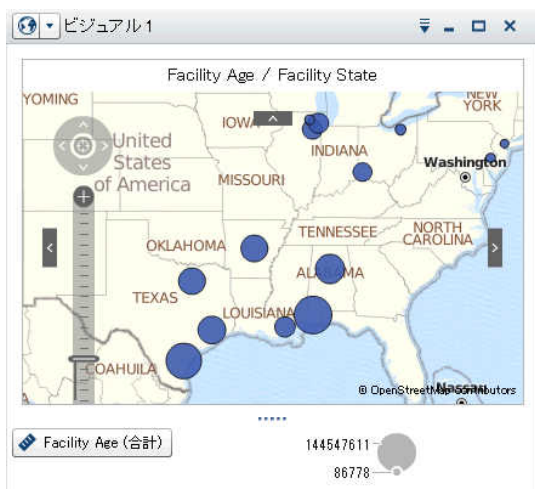 ビジュアル 1
Facility Age / Facility State
YOMING
NEW
YORK
IOWA
United
States
of America
INDIANA
Washington
MISSOURI
OKLAHOMA
TENNESSEE
NORTH
CAROLINA
ALABAMA
TEXAS
LOUISIANA
COAHUILA
Nassau
© OpenStreetMap contributors
Facility Age (合計)
144547611
86778